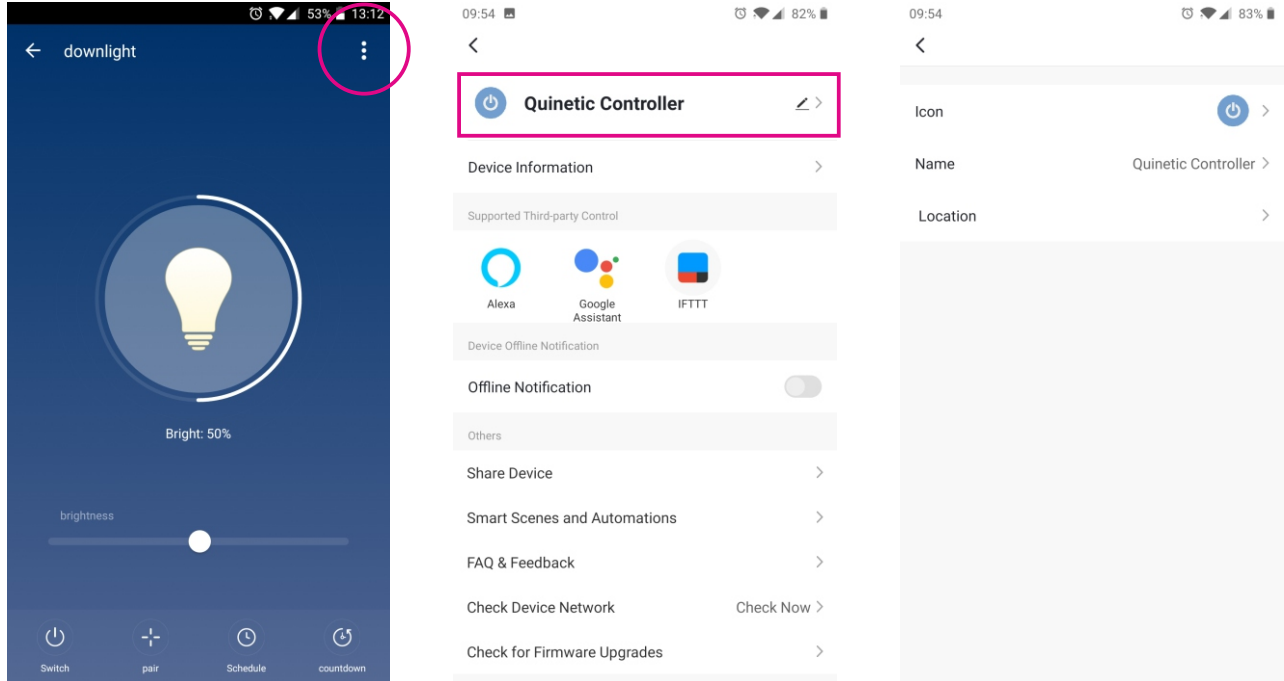 53% 13:12
downlight
Bright: 50%
brightness
Switch
pair
Schedule
countdown
09:54 82%
Quinetic Controller
Device Information
Supported Third-party Control
Alexa
Google
Assistant
IFTTT
Device Offline Notification
Offline Notification
Others
Share Device
Smart Scenes and Automations
FAQ & Feedback
Check Device Network Check Now
Check for Firmware Upgrades
09:54 83%
Icon
Name Quinetic Controller
Location